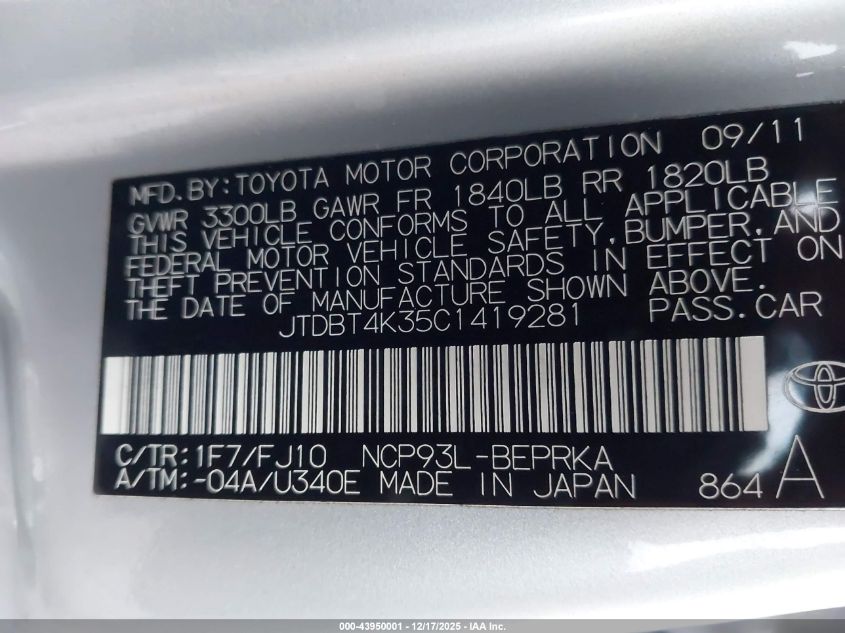 MFD.BY:TOYOTA MOTOR CORPORATION 09/11
GVWR 3300LB GAWR FR 1840LB RR 1820LB
THIS VEHICLE CONFORMS TO ALL APPLICABLE
FEDERAL MOTOR VEHICLE SAFETY,BUMPER,AND
THEFT PREVENTION STANDARDS IN EFFECT ON
THE DATE OF MANUFACTURE SHOWN ABOVE.
JTDBT4K35C1419281 PASS.CAR
C/TR:1F7/FJ10 NCP93L-BEPRKA
A/TM:-04A/U340E MADE IN JAPAN 864 A
000-43950001 - 12/17/2025 - IAA Inc.